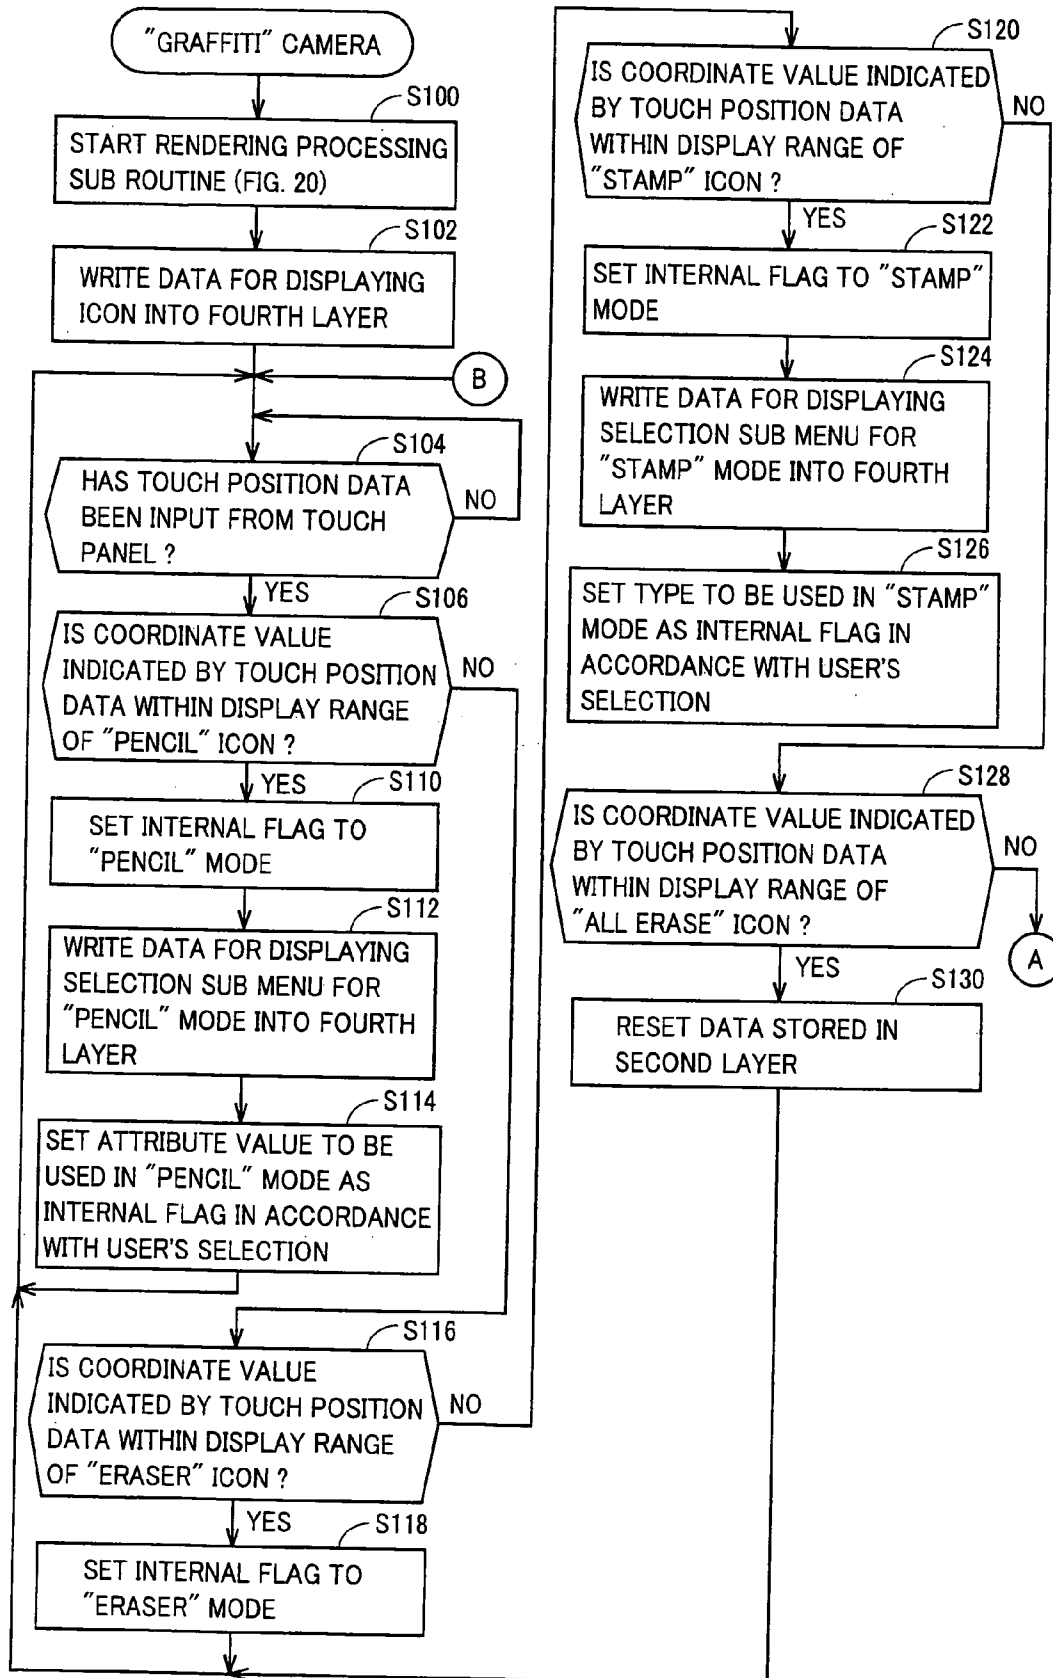 "GRAFFITI" CAMERA
S100
START RENDERING PROCESSING
SUB ROUTINE (FIG. 20)
S102
WRITE DATA FOR DISPLAYING
ICON INTO FOURTH LAYER
B
S104
HAS TOUCH POSITION DATA
BEEN INPUT FROM TOUCH
PANEL ?
NO
YES
S106
IS COORDINATE VALUE
INDICATED BY TOUCH POSITION
DATA WITHIN DISPLAY RANGE
OF "PENCIL" ICON ?
NO
YES
S110
SET INTERNAL FLAG TO
"PENCIL" MODE
S112
WRITE DATA FOR DISPLAYING
SELECTION SUB MENU FOR
"PENCIL" MODE INTO FOURTH
LAYER
S114
SET ATTRIBUTE VALUE TO BE
USED IN "PENCIL" MODE AS
INTERNAL FLAG IN ACCORDANCE
WITH USER'S SELECTION
S116
IS COORDINATE VALUE
INDICATED BY TOUCH POSITION
DATA WITHIN DISPLAY RANGE
OF "ERASER" ICON ?
NO
YES
S118
SET INTERNAL FLAG TO
"ERASER" MODE
S120
IS COORDINATE VALUE INDICATED
BY TOUCH POSITION DATA
WITHIN DISPLAY RANGE OF
"STAMP" ICON ?
NO
YES
S122
SET INTERNAL FLAG TO "STAMP"
MODE
S124
WRITE DATA FOR DISPLAYING
SELECTION SUB MENU FOR
"STAMP" MODE INTO FOURTH
LAYER
S126
SET TYPE TO BE USED IN "STAMP"
MODE AS INTERNAL FLAG IN
ACCORDANCE WITH USER'S
SELECTION
S128
IS COORDINATE VALUE INDICATED
BY TOUCH POSITION DATA
WITHIN DISPLAY RANGE OF
"ALL ERASE" ICON ?
NO
A
YES
S130
RESET DATA STORED IN
SECOND LAYER